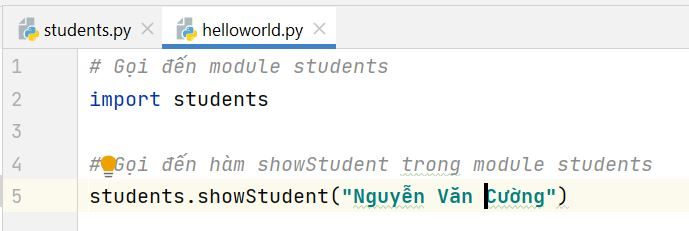 students.py helloworld.py
1 # Gọi đến module students
2 import students
3
4 # Gọi đến hàm showStudent trong module students
5 students.showStudent("Nguyễn Văn Cường")